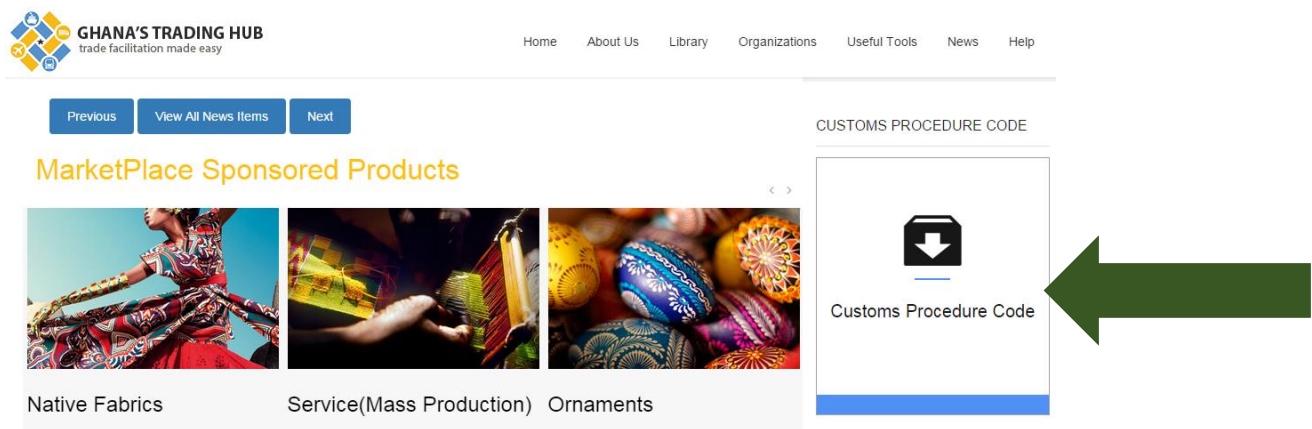 GHANA'S TRADING HUB
trade facilitation made easy
Home About Us Library Organizations Useful Tools News Help
Previous View All News Items Next
MarketPlace Sponsored Products
Native Fabrics Service(Mass Production) Ornaments
CUSTOMS PROCEDURE CODE
Customs Procedure Code